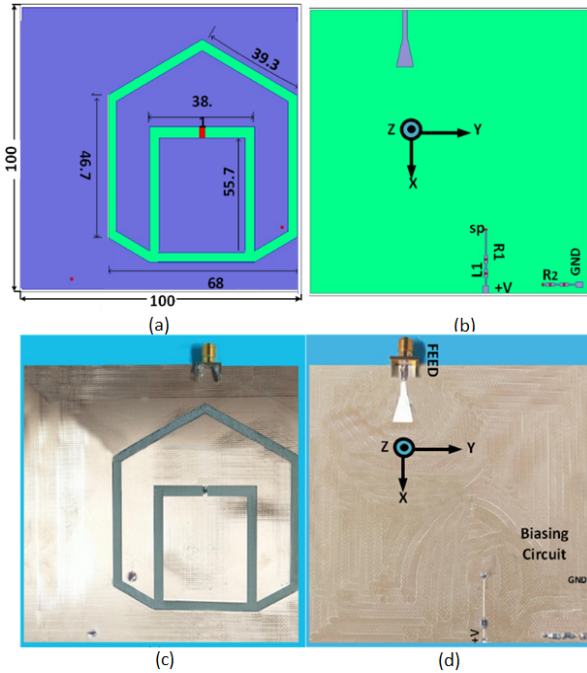 39.3
38.
1
46.7
55.7
100
68
100
(a)
Z
Y
X
sp
R1
L1
+V
R2
GND
(b)
(c)
FEED
Z
Y
X
Biasing
Circuit
GND
+V
(d)